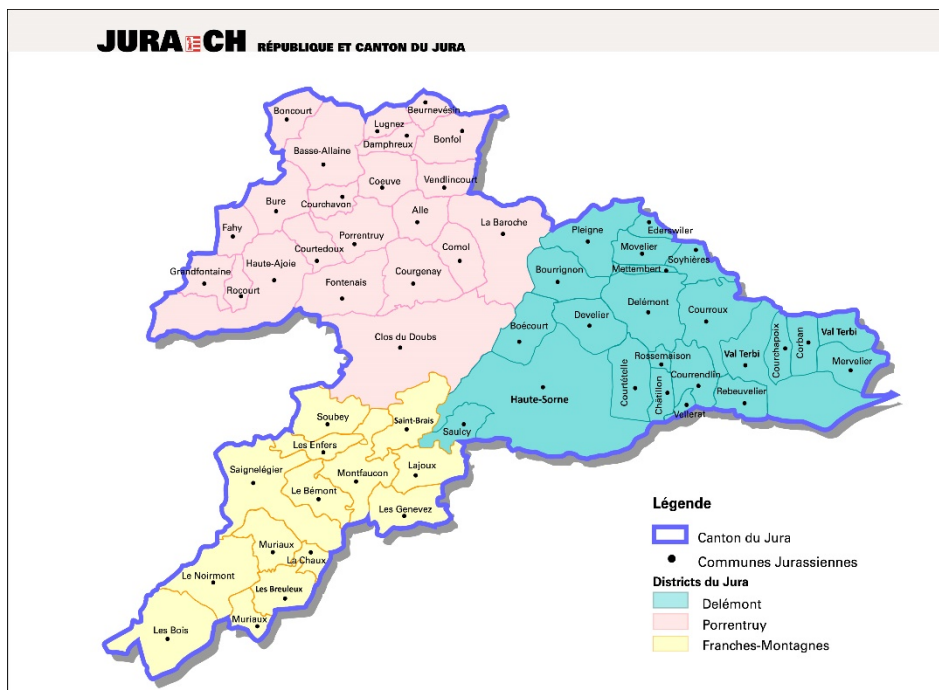 JURA CH RÉPUBLIQUE ET CANTON DU JURA
Boncourt
Beurnevésin
Lugnez
Damphreux
Bonfol
Basse-Allaine
Coeuve
Vendlincourt
Courchavon
Bure
Alle
La Baroche
Fahy
Porrentruy
Courtedoux
Cornol
Grandfontaine
Haute-Ajoie
Courgenay
Rocourt
Fontenais
Clos du Doubs
Ederswiler
Pleigne
Movelier
Soyhières
Mettembert
Bourrignon
Delémont
Courroux
Boécourt
Develier
Val Terbi
Val Terbi
Courchapoix
Corban
Mervelier
Rossemaison
Courtételle
Châtillon
Courrendlin
Rebeuvelier
Vellerat
Haute-Sorne
Saulcy
Soubey
Saint-Brais
Les Enfers
Saignelégier
Montfaucon
Lajoux
Le Bémont
Les Genevez
Muriaux
La Chaux
Le Noirmont
Les Breuleux
Muriaux
Les Bois
Légende
Canton du Jura
Communes Jurassiennes
Districts du Jura
Delémont
Porrentruy
Franches-Montagnes